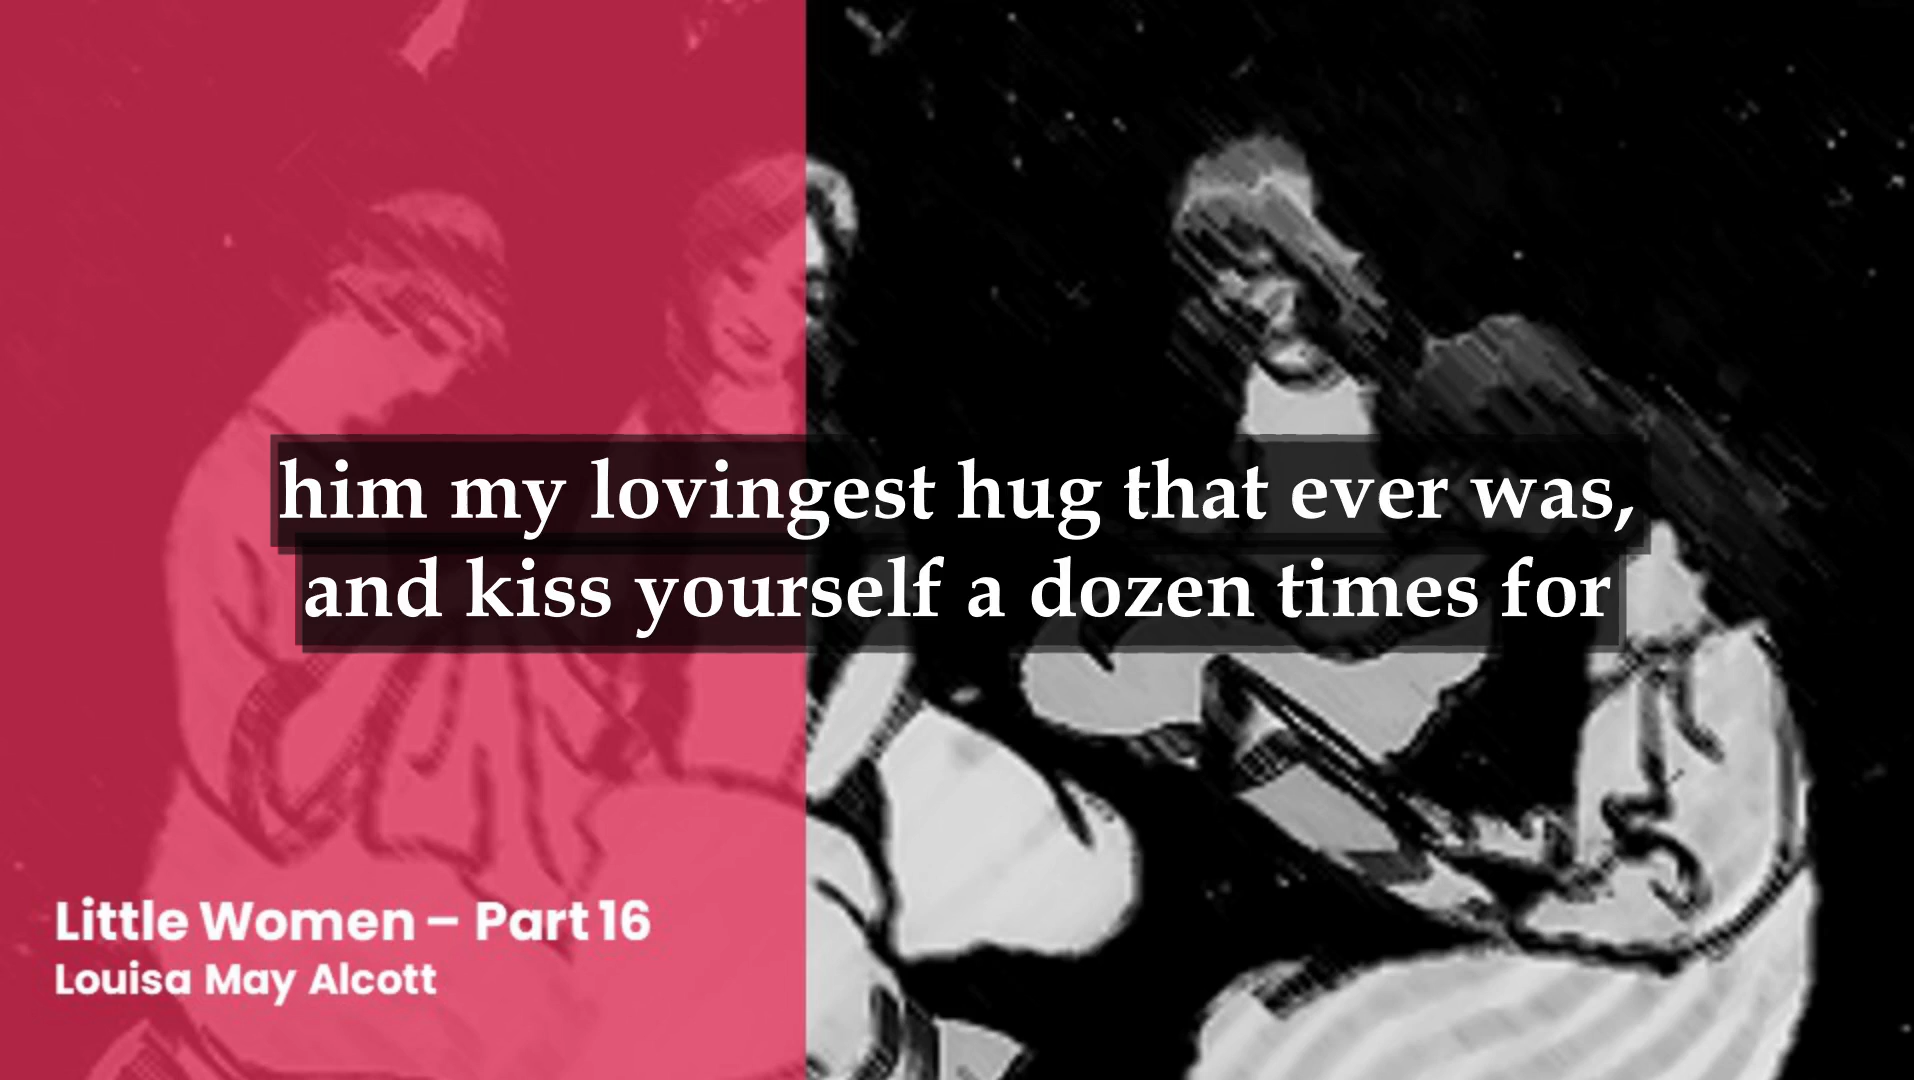 him my lovingest hug that ever was,
and kiss yourself a dozen times for
Little Women – Part 16
Louisa May Alcott